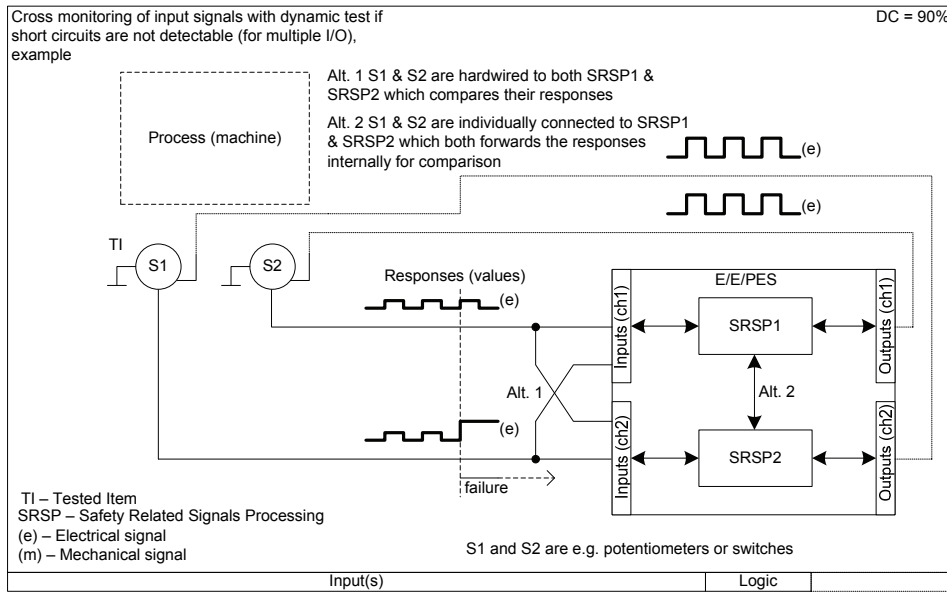 Cross monitoring of input signals with dynamic test if
short circuits are not detectable (for multiple I/O),
example
DC = 90%
Alt. 1 S1 & S2 are hardwired to both SRSP1 &
SRSP2 which compares their responses
Process (machine)
Alt. 2 S1 & S2 are individually connected to SRSP1
& SRSP2 which both forwards the responses
internally for comparison
(e)
(e)
TI
S1
S2
Responses (values)
(e)
E/E/PES
Inputs (ch1)
SRSP1
Outputs (ch1)
Alt. 1
Alt. 2
(e)
Inputs (ch2)
SRSP2
Outputs (ch2)
failure
TI – Tested Item
SRSP – Safety Related Signals Processing
(e) – Electrical signal
(m) – Mechanical signal
S1 and S2 are e.g. potentiometers or switches
Input(s)
Logic